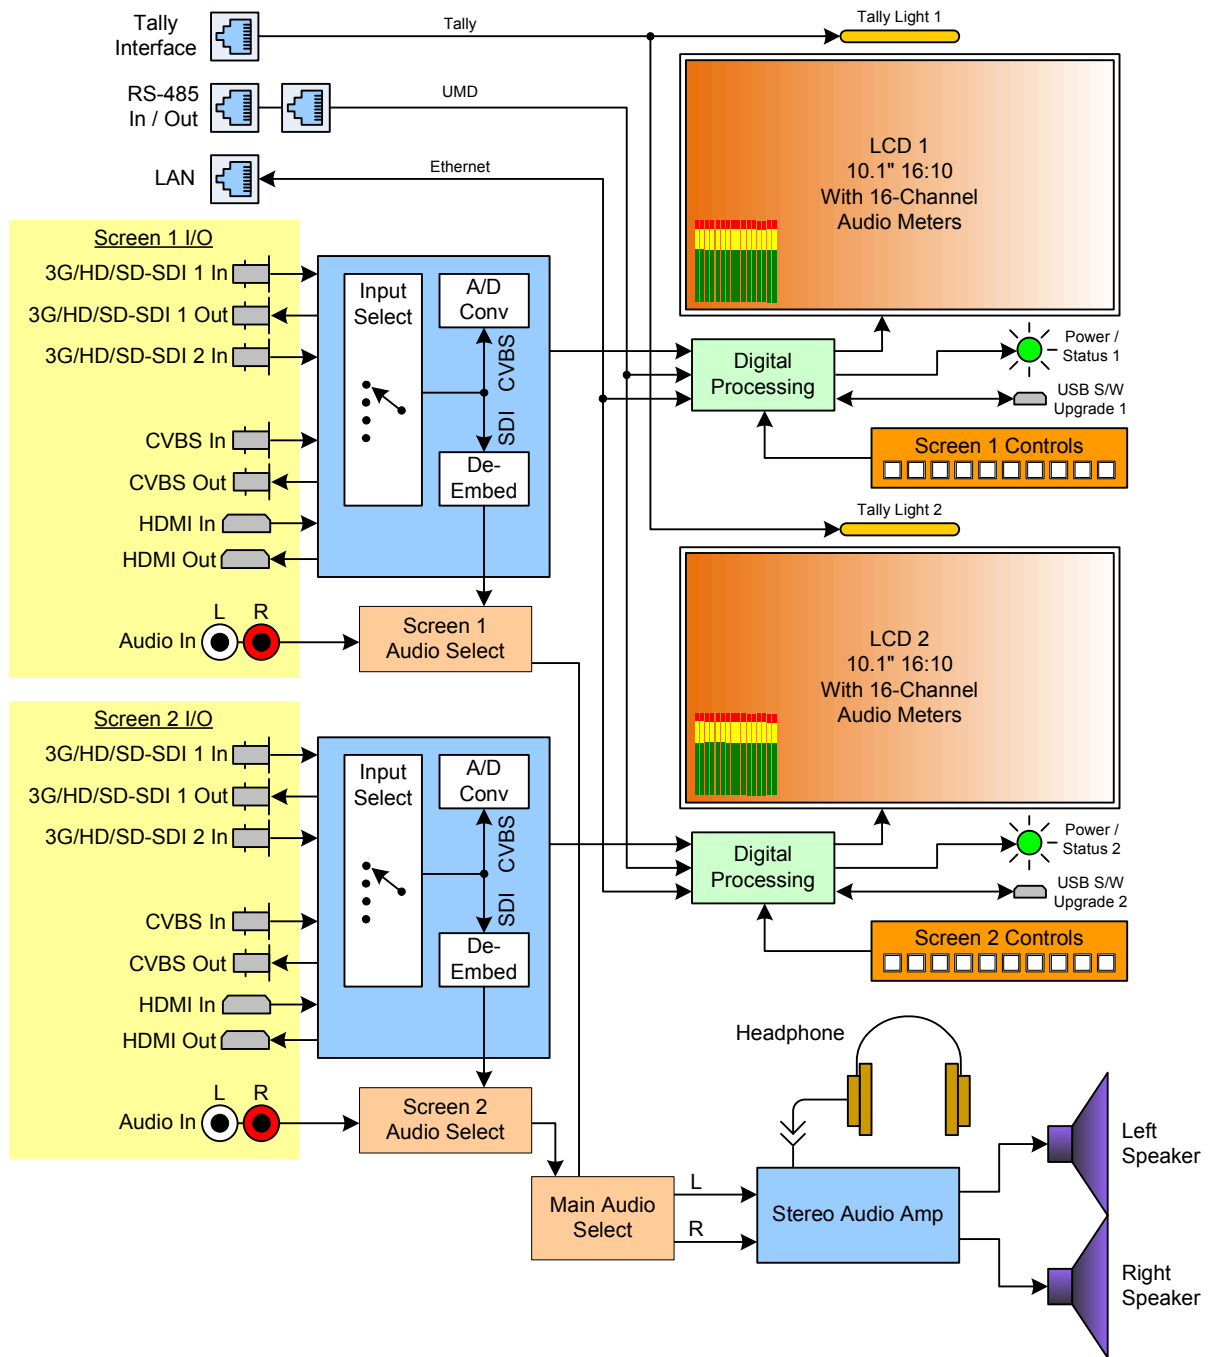 Tally
Interface
Tally
Tally Light 1
RS-485
In / Out
UMD
LAN
Ethernet
LCD 1
10.1" 16:10
With 16-Channel
Audio Meters
Screen 1 I/O
3G/HD/SD-SDI 1 In
3G/HD/SD-SDI 1 Out
3G/HD/SD-SDI 2 In
CVBS In
CVBS Out
HDMI In
HDMI Out
L R
Audio In
Input
Select
A/D
Conv
CVBS
SDI
De-
Embed
Screen 1
Audio Select
Digital
Processing
Power /
Status 1
USB S/W
Upgrade 1
Screen 1 Controls
Tally Light 2
LCD 2
10.1" 16:10
With 16-Channel
Audio Meters
Screen 2 I/O
3G/HD/SD-SDI 1 In
3G/HD/SD-SDI 1 Out
3G/HD/SD-SDI 2 In
CVBS In
CVBS Out
HDMI In
HDMI Out
L R
Audio In
Input
Select
A/D
Conv
CVBS
SDI
De-
Embed
Screen 2
Audio Select
Digital
Processing
Power /
Status 2
USB S/W
Upgrade 2
Screen 2 Controls
Headphone
Main Audio
Select
L
R
Stereo Audio Amp
Left
Speaker
Right
Speaker